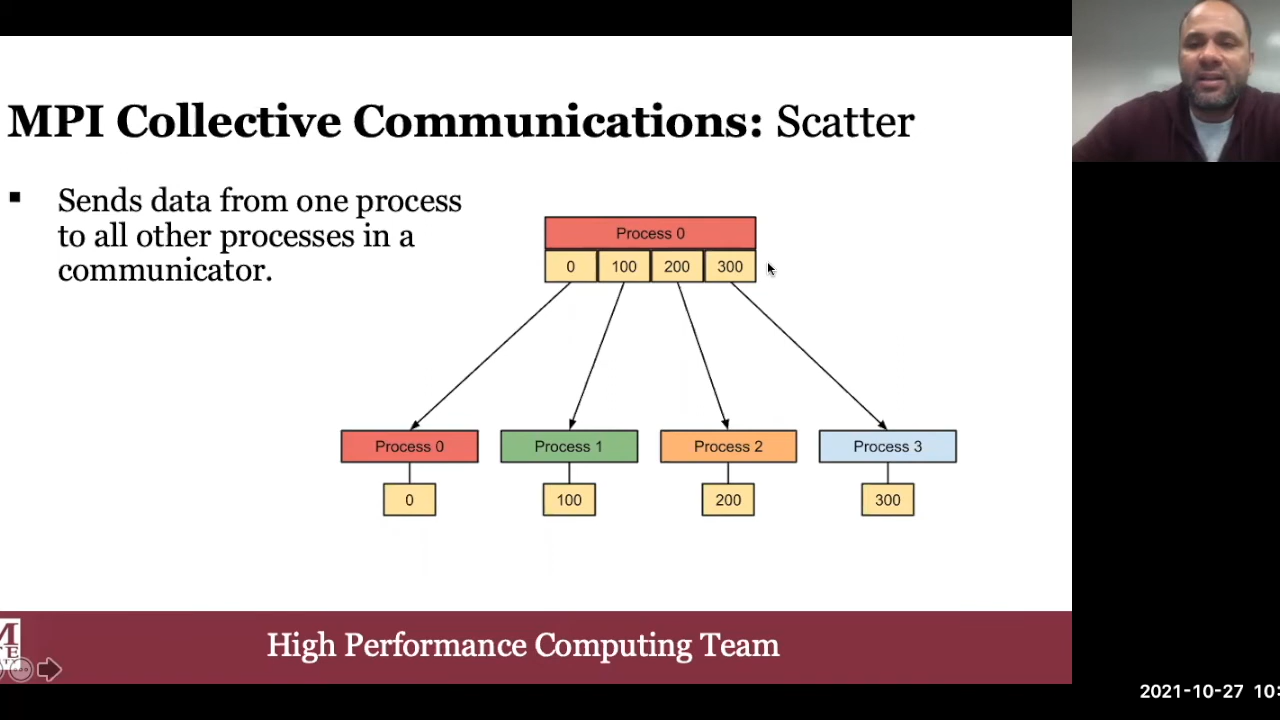 MPI Collective Communications: Scatter
▪ Sends data from one process
to all other processes in a
communicator.
Process 0
0 100 200 300
Process 0 Process 1 Process 2 Process 3
0 100 200 300
High Performance Computing Team
2021-10-27